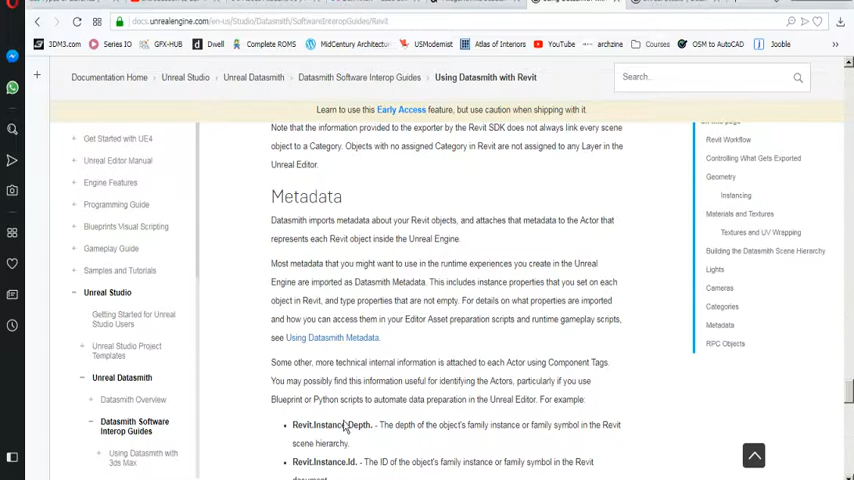 docs.unrealengine.com/en-us/Studio/Datasmith/SoftwareInteropGuides/Revit
3DM3.com
Series IO
GFX-HUB
Complete ROMS
MidCentury Architectu
USModernist
Atlas of Interiors
YouTube
archzine
Courses
OSM to AutoCAD
Jooble
Documentation Home > Unreal Studio > Unreal Datasmith > Datasmith Software Interop Guides > Using Datasmith with Revit
Search...
Learn to use this Early Access feature, but use caution when shipping with it.
Get Started with UE4
Unreal Editor Manual
Engine Features
Programming Guide
Blueprints Visual Scripting
Gameplay Guide
Samples and Tutorials
Unreal Studio
Getting Started for Unreal
Studio Users
Unreal Studio Project
Templates
Unreal Datasmith
Datasmith Overview
Datasmith Software
Interop Guides
Using Datasmith with
3ds Max
Note that the information provided to the exporter by the Revit SDK does not always link every scene
object to a Category. Objects with no assigned Category in Revit are not assigned to any Layer in the
Unreal Editor.
Metadata
Datasmith imports metadata about your Revit objects, and attaches that metadata to the Actor that
represents each Revit object inside the Unreal Engine.
Most metadata that you might want to use in the runtime experiences you create in the Unreal
Engine are imported as Datasmith Metadata. This includes instance properties that you set on each
object in Revit, and type properties that are not empty. For details on what properties are imported
and how you can access them in your Editor Asset preparation scripts and runtime gameplay scripts,
see Using Datasmith Metadata.
Some other, more technical internal information is attached to each Actor using Component Tags.
You may possibly find this information useful for identifying the Actors, particularly if you use
Blueprint or Python scripts to automate data preparation in the Unreal Editor. For example:
• Revit.Instance.Depth. - The depth of the object's family instance or family symbol in the Revit
scene hierarchy.
• Revit.Instance.Id. - The ID of the object's family instance or family symbol in the Revit
document.
Revit Workflow
Controlling What Gets Exported
Geometry
Instancing
Materials and Textures
Textures and UV Wrapping
Building the Datasmith Scene Hierarchy
Lights
Cameras
Categories
Metadata
RPC Objects